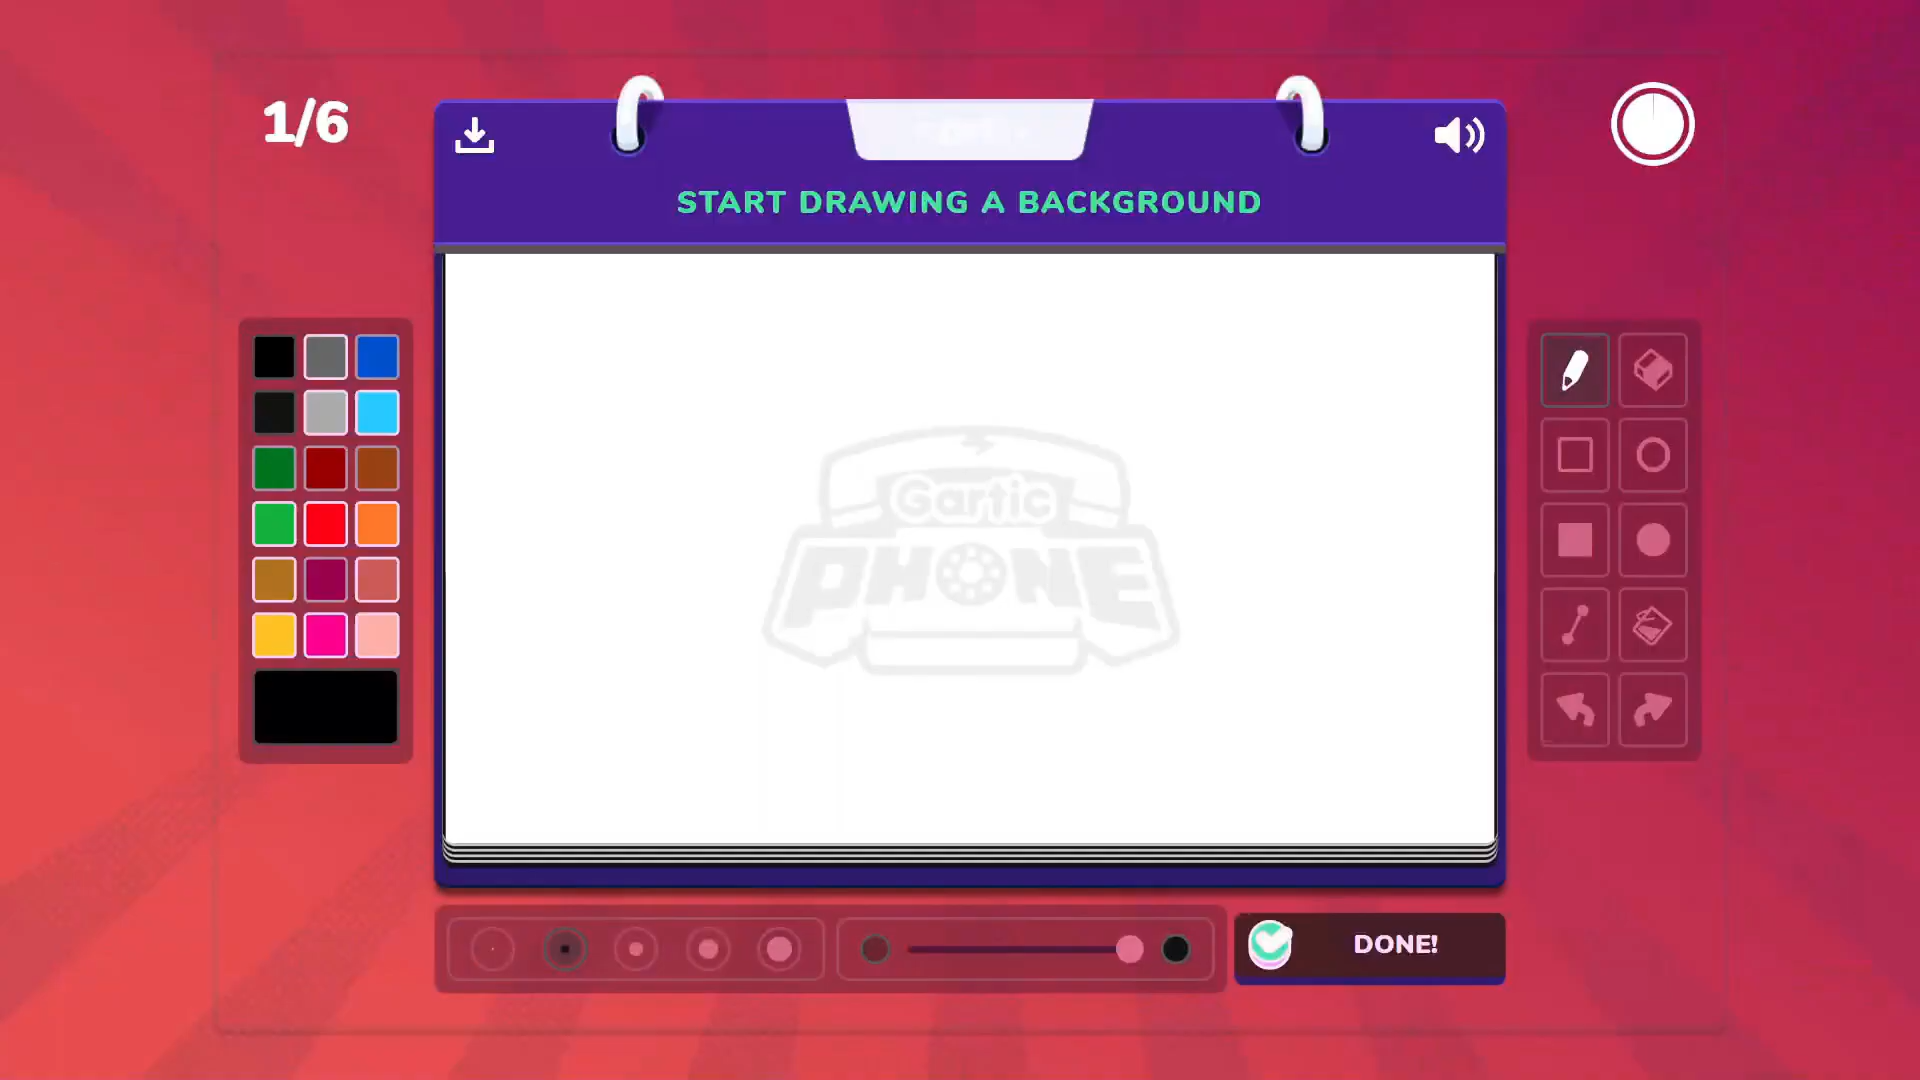 1/6
START DRAWING A BACKGROUND
Gartic
PHONE
DONE!